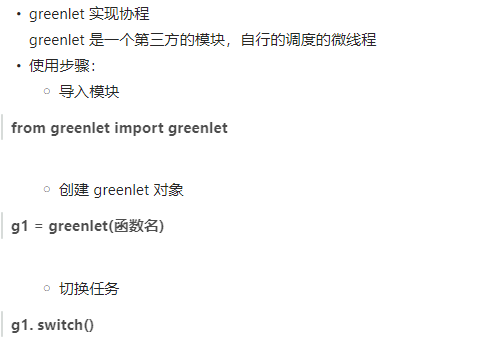 • greenlet 实现协程
greenlet 是一个第三方的模块，自行的调度的微线程
• 使用步骤：
○ 导入模块
from greenlet import greenlet
○ 创建 greenlet 对象
g1 = greenlet(函数名)
○ 切换任务
g1. switch()